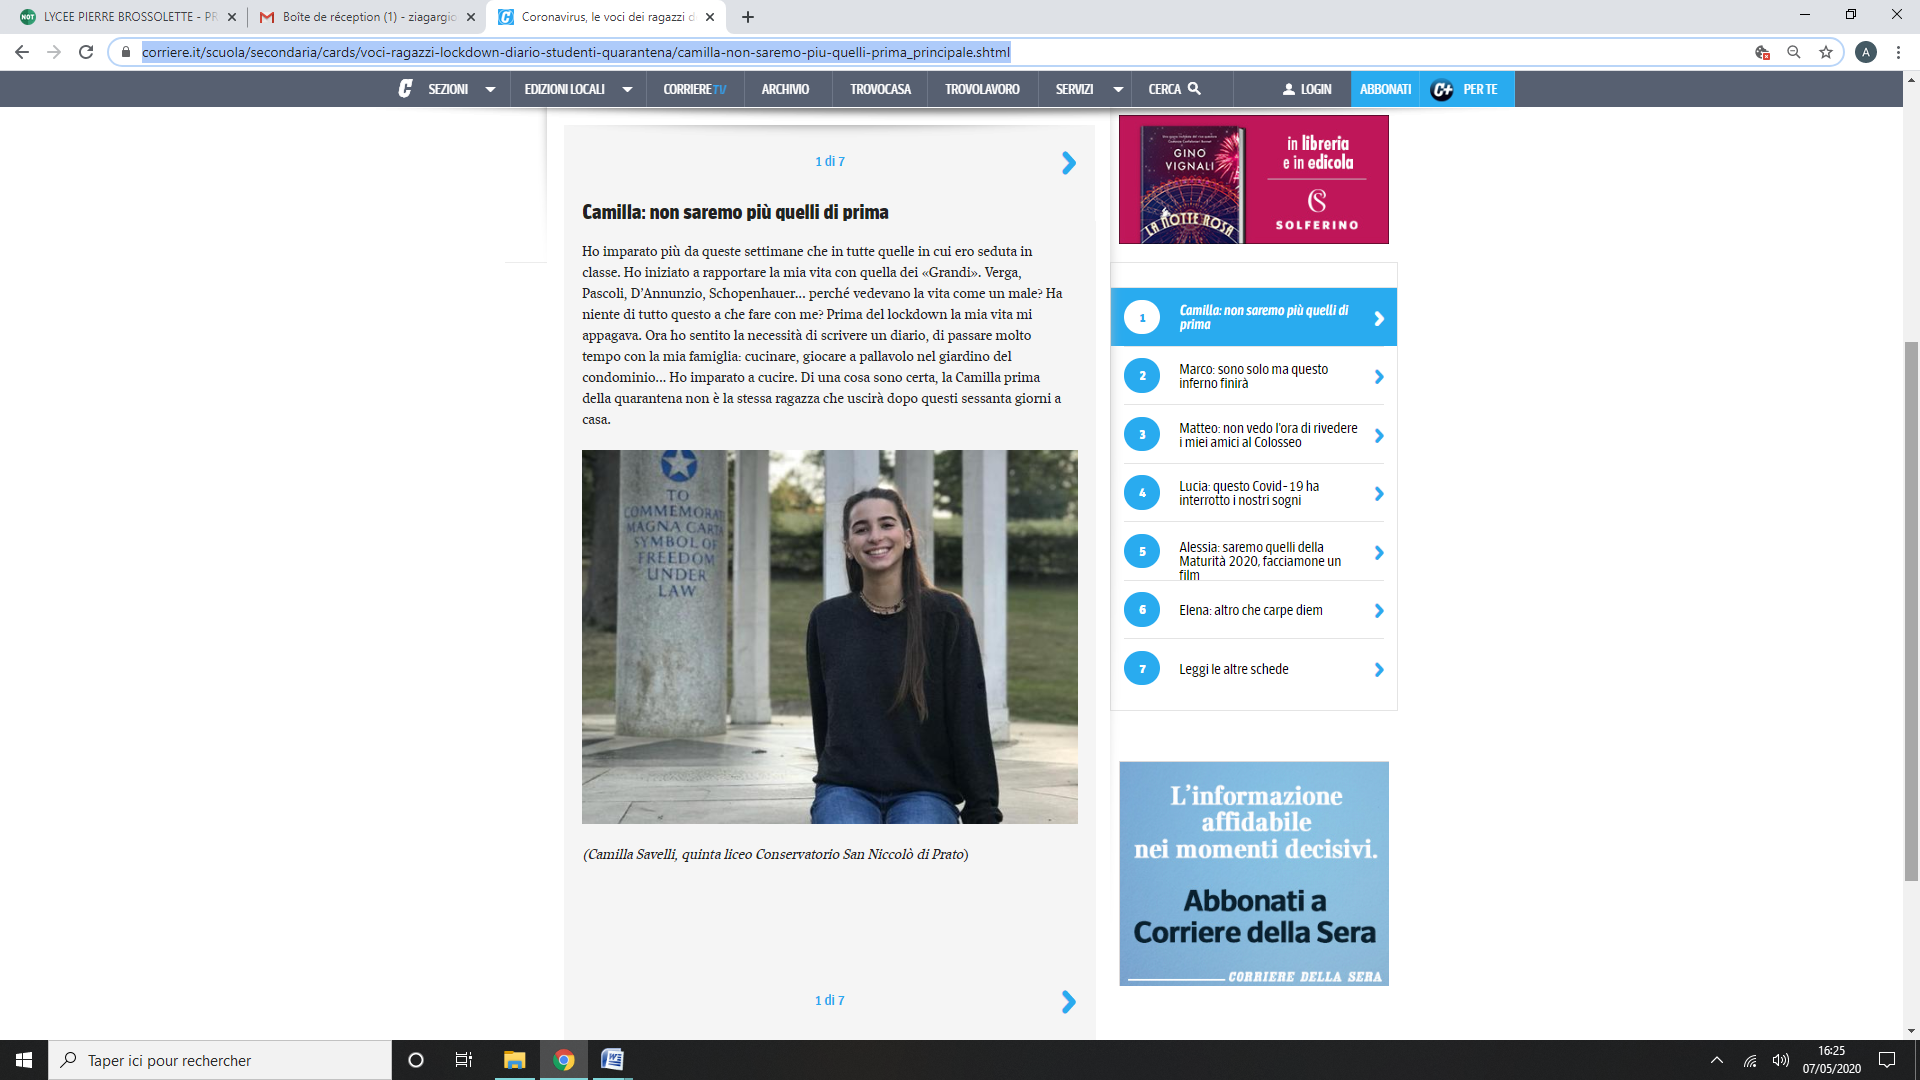 LYCEE PIERRE BROSSOLETTE - PR
Boîte de réception (1) - ziagargio
Coronavirus, le voci dei ragazzi d
corriere.it/scuola/secondaria/cards/voci-ragazzi-lockdown-diario-studenti-quarantena/camilla-non-saremo-piu-quelli-prima_principale.shtml
A
SEZIONI
EDIZIONI LOCALI
CORRIERETV
ARCHIVIO
TROVOCASA
TROVOLAVORO
SERVIZI
CERCA
LOGIN
ABBONATI
C+ PER TE
1 di 7
Camilla: non saremo più quelli di prima
Ho imparato più da queste settimane che in tutte quelle in cui ero seduta in
classe. Ho iniziato a rapportare la mia vita con quella dei «Grandi». Verga,
Pascoli, D'Annunzio, Schopenhauer... perché vedevano la vita come un male? Ha
niente di tutto questo a che fare con me? Prima del lockdown la mia vita mi
appagava. Ora ho sentito la necessità di scrivere un diario, di passare molto
tempo con la mia famiglia: cucinare, giocare a pallavolo nel giardino del
condominio... Ho imparato a cucire. Di una cosa sono certa, la Camilla prima
della quarantena non è la stessa ragazza che uscirà dopo questi sessanta giorni a
casa.
TO
COMMEMORAT
MAGNA CARTA
SYMBOL OF
FREEDOM
UNDER
LAW
(Camilla Savelli, quinta liceo Conservatorio San Niccolò di Prato)
1 di 7
GINO
VIGNALI
LA NOTTE ROSA
in libreria
e in edicola
SOLFERINO
1
Camilla: non saremo più quelli di
prima
2
Marco: sono solo ma questo
inferno finirà
3
Matteo: non vedo l'ora di rivedere
i miei amici al Colosseo
4
Lucia: questo Covid-19 ha
interrotto i nostri sogni
5
Alessia: saremo quelli della
Maturità 2020, facciamone un
film
6
Elena: altro che carpe diem
7
Leggi le altre schede
L'informazione
affidabile
nei momenti decisivi.
Abbonati a
Corriere della Sera
CORRIERE DELLA SERA
Taper ici pour rechercher
16:25
07/05/2020